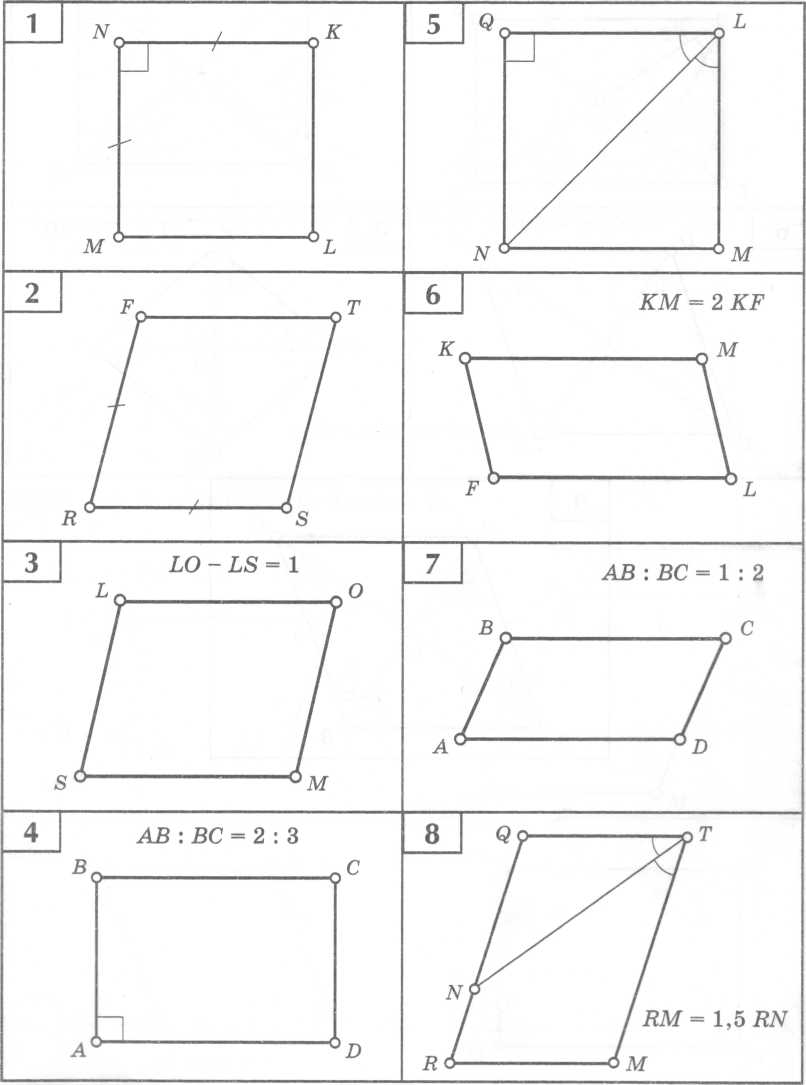 1
N
K
M
L
5
Q
L
N
M
2
F
T
R
S
6
KM = 2 KF
K
M
F
L
3
LO – LS = 1
L
O
S
M
7
AB : BC = 1 : 2
B
C
A
D
4
AB : BC = 2 : 3
B
C
A
D
8
Q
T
N
RM = 1,5 RN
R
M